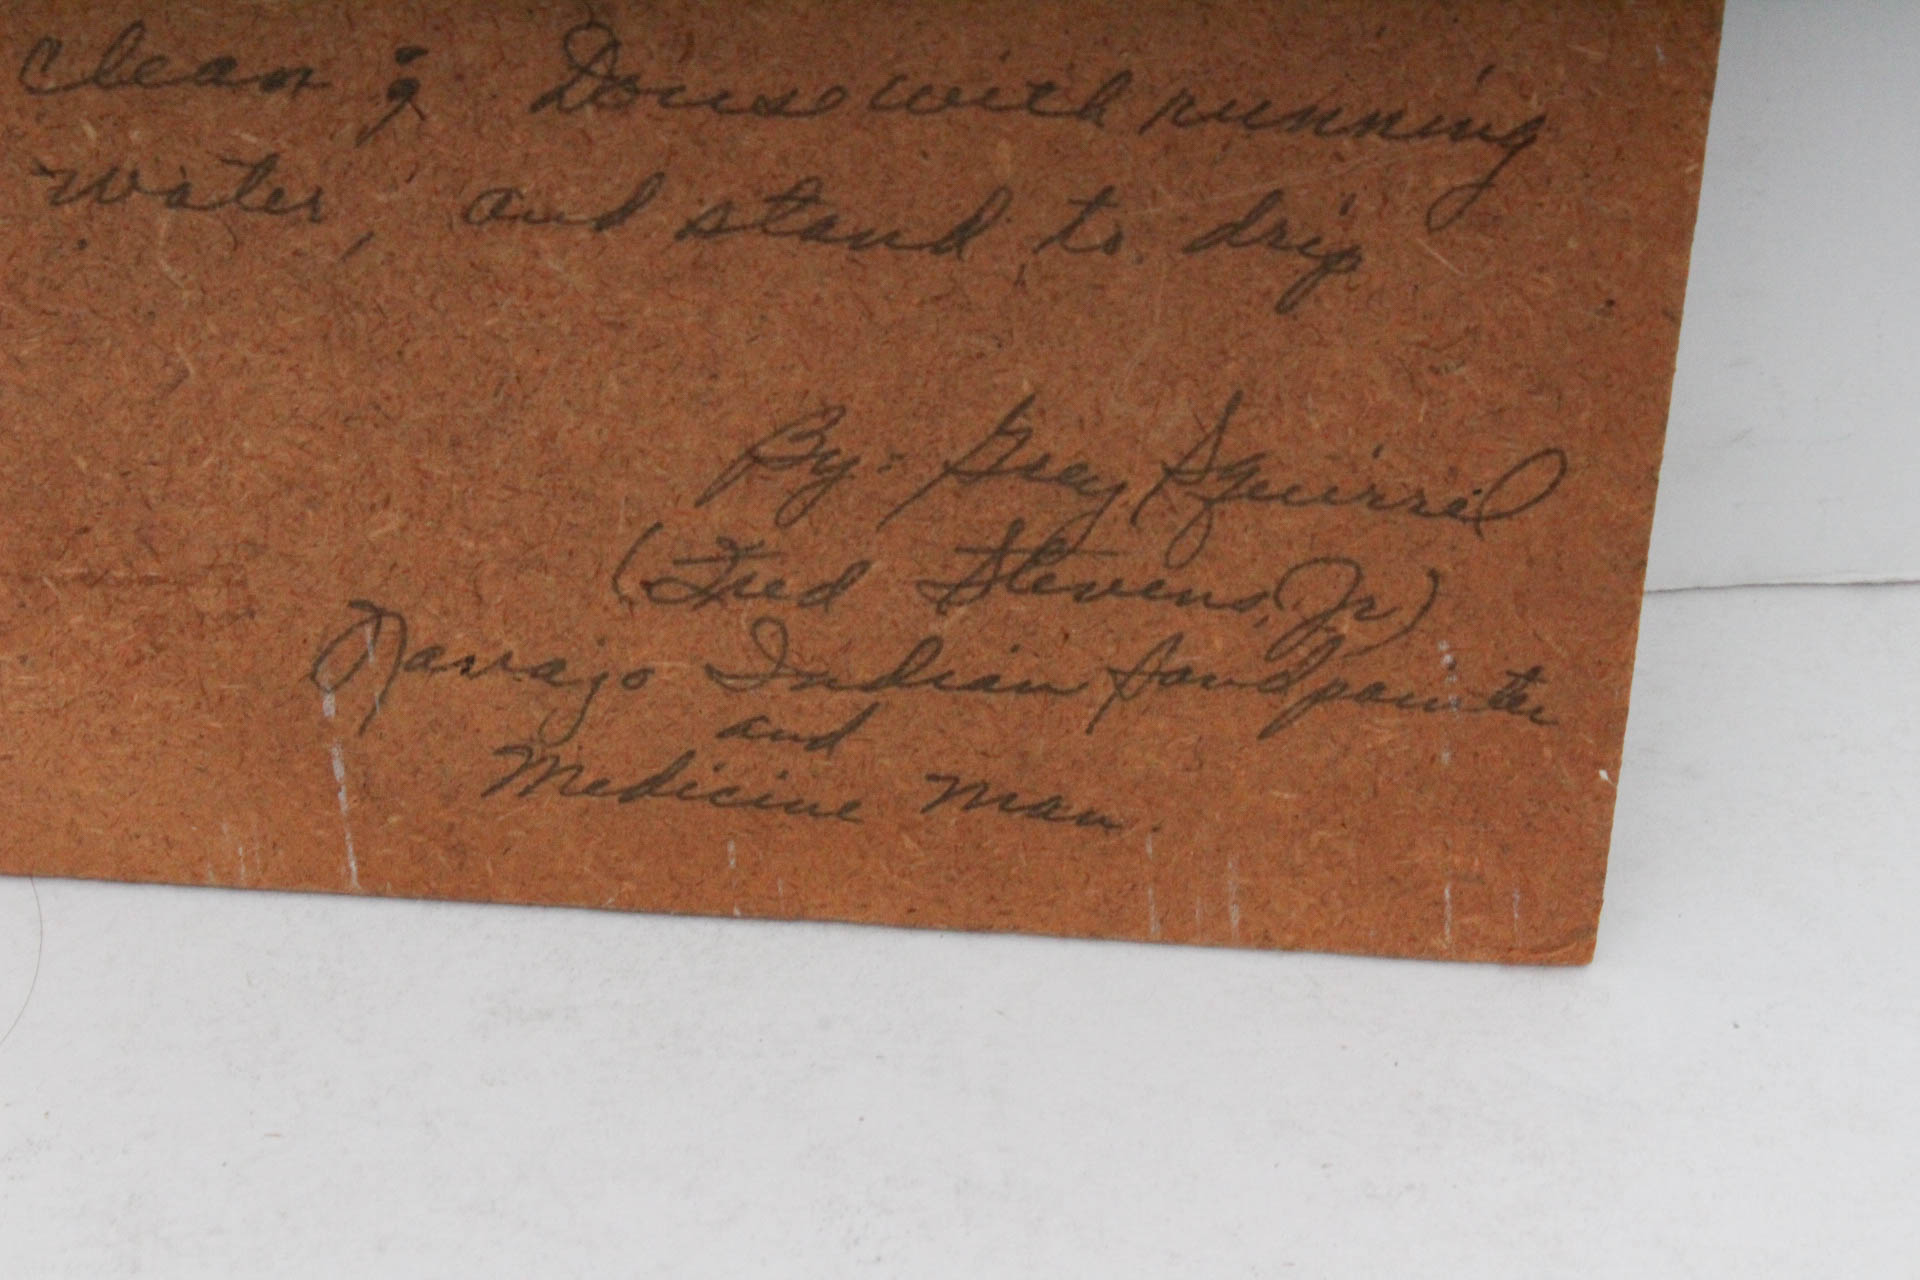 clean; Douse with running
water, and stand to drip
By: Grey Squirrel
(Fred Stevens, Jr)
Navajo Indian Sandpainter
and
Medicine Man.